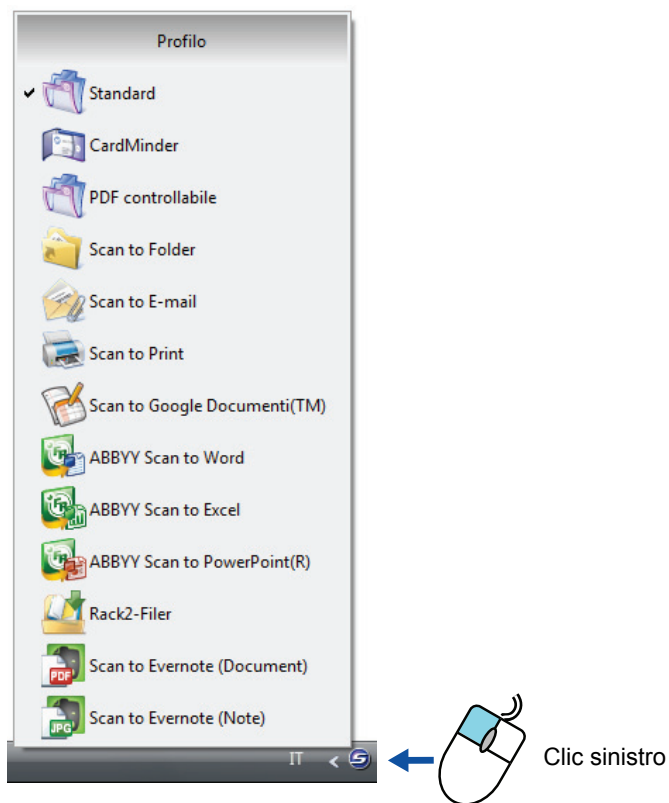 Profilo
Standard
CardMinder
PDF controllabile
Scan to Folder
Scan to E-mail
Scan to Print
Scan to Google Documenti(TM)
ABBYY Scan to Word
ABBYY Scan to Excel
ABBYY Scan to PowerPoint(R)
Rack2-Filer
PDF
Scan to Evernote (Document)
JPG
Scan to Evernote (Note)
IT
Clic sinistro